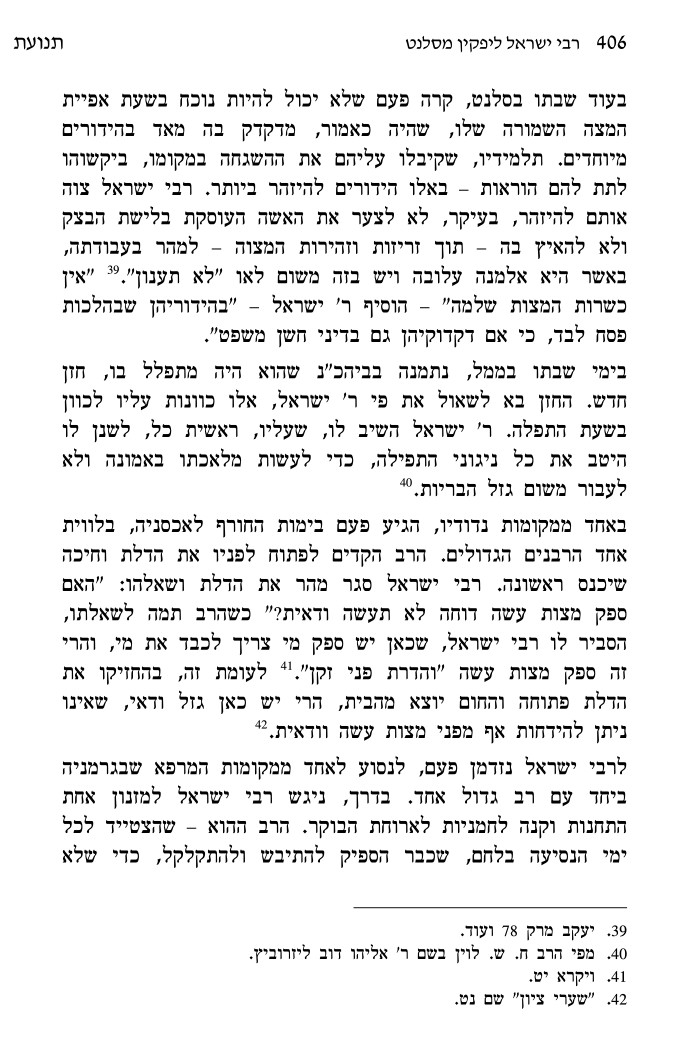 406 רבי ישראל ליפקין מסלנט תנועת
בעוד שבתו בסלנט, קרה פעם שלא יכול להיות נוכח בשעת אפיית
המצה השמורה שלו, שהיה כאמור, מדקדק בה מאד בהידורים
מיוחדים. תלמידיו, שקיבלו עליהם את ההשגחה במקומו, ביקשוהו
לתת להם הוראות – באלו הידורים להיזהר ביותר. רבי ישראל צוה
אותם להיזהר, בעיקר, לא לצער את האשה העוסקת בלישת הבצק
ולא להאיץ בה – תוך זריזות וזהירות המצוה – למהר בעבודתה,
באשר היא אלמנה עלובה ויש בזה משום לאו "לא תענון".39 "אין
כשרות המצות שלמה" – הוסיף ר' ישראל – "בהידוריהן שבהלכות
פסח לבד, כי אם דקדוקיהן גם בדיני חשן משפט".
בימי שבתו בממל, נתמנה בביהכ"נ שהוא היה מתפלל בו, חזן
חדש. החזן בא לשאול את פי ר' ישראל, אלו כוונות עליו לכוון
בשעת התפלה. ר' ישראל השיב לו, שעליו, ראשית כל, לשנן לו
היטב את כל ניגוני התפילה, כדי לעשות מלאכתו באמונה ולא
לעבור משום גזל הבריות.40
באחד ממקומות נדודיו, הגיע פעם בימות החורף לאכסניה, בלווית
אחד הרבנים הגדולים. הרב הקדים לפתוח לפניו את הדלת וחיכה
שיכנס ראשונה. רבי ישראל סגר מהר את הדלת ושאלהו: "האם
ספק מצות עשה דוחה לא תעשה ודאית?" כשהרב תמה לשאלתו,
הסביר לו רבי ישראל, שכאן יש ספק מי צריך לכבד את מי, והרי
זה ספק מצות עשה "והדרת פני זקן".41 לעומת זה, בהחזיקו את
הדלת פתוחה והחום יוצא מהבית, הרי יש כאן גזל ודאי, שאינו
ניתן להידחות אף מפני מצות עשה וודאית.42
לרבי ישראל נזדמן פעם, לנסוע לאחד ממקומות המרפא שבגרמניה
ביחד עם רב גדול אחד. בדרך, ניגש רבי ישראל למזנון אחת
התחנות וקנה לחמניות לארוחת הבוקר. הרב ההוא – שהצטייד לכל
ימי הנסיעה בלחם, שכבר הספיק להתיבש ולהתקלקל, כדי שלא
39. יעקב מרק 78 ועוד.
40. מפי הרב ח. ש. לוין בשם ר' אליהו דוב ליזרוביץ.
41. ויקרא יט.
42. "שערי ציון" שם נט.